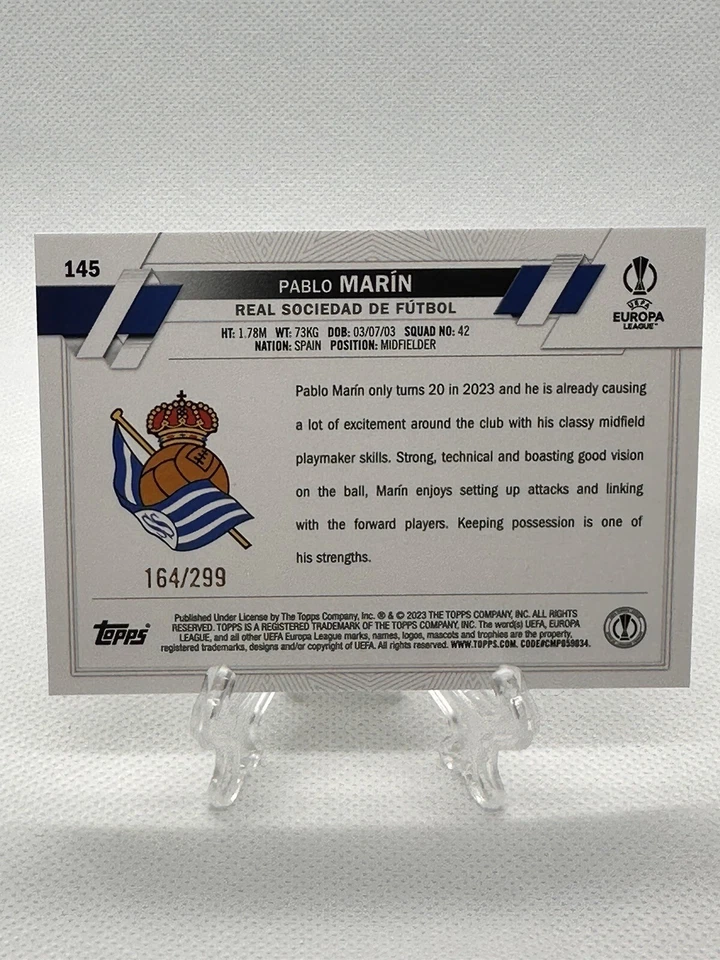 145
PABLO MARÍN
REAL SOCIEDAD DE FÚTBOL
HT: 1.78M WT: 73KG DOB: 03/07/03 SQUAD NO: 42
NATION: SPAIN POSITION: MIDFIELDER
UEFA
EUROPA
LEAGUE™
Pablo Marín only turns 20 in 2023 and he is already causing
a lot of excitement around the club with his classy midfield
playmaker skills. Strong, technical and boasting good vision
on the ball, Marín enjoys setting up attacks and linking
with the forward players. Keeping possession is one of
his strengths.
164/299
Topps®
Published Under License by The Topps Company, Inc. ® & © 2023 THE TOPPS COMPANY, INC. ALL RIGHTS
RESERVED. TOPPS IS A REGISTERED TRADEMARK OF THE TOPPS COMPANY, INC. The word(s) UEFA, EUROPA
LEAGUE, and all other UEFA Europa League marks, names, logos, mascots and trophies are the property,
registered trademarks, designs and/or copyright of UEFA. All rights reserved. WWW.TOPPS.COM. CODE#CMP059834.